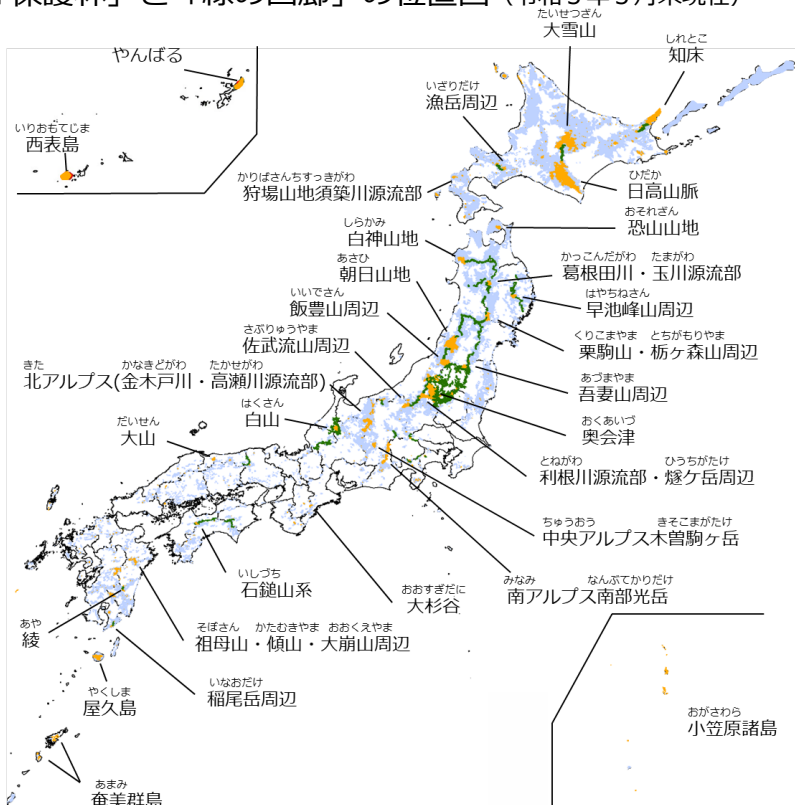 保護林」と「緑の回廊」の位置図（令和５年３月末現在）
たいせつざん
大雪山
しれとこ
知床
やんばる
いりおもてじま
西表島
いざりだけ
漁岳周辺
かりばさんちすっきがわ
狩場山地須築川源流部
ひだか
日高山脈
おそれざん
恐山山地
しらかみ
白神山地
かっこんだがわ　たまがわ
葛根田川・玉川源流部
あさひ
朝日山地
はやちねさん
早池峰山周辺
いいでさん
飯豊山周辺
くりこまやま　とちがもりやま
栗駒山・栃ヶ森山周辺
さぶりゅうやま
佐武流山周辺
あづまやま
吾妻山周辺
きた　かなきどがわ　たかせがわ
北アルプス(金木戸川・高瀬川源流部)
おくあいづ
奥会津
はくさん
白山
だいせん
大山
とねがわ　ひうちがたけ
利根川源流部・燧ケ岳周辺
ちゅうおう　きそこまがたけ
中央アルプス木曽駒ヶ岳
みなみ　なんぶてかりだけ
南アルプス南部光岳
いしづち
石鎚山系
おおすぎだに
大杉谷
あや
綾
そぼさん　かたむきやま　おおくえやま
祖母山・傾山・大崩山周辺
いなおだけ
稲尾岳周辺
やくしま
屋久島
おがさわら
小笠原諸島
あまみ
奄美群島